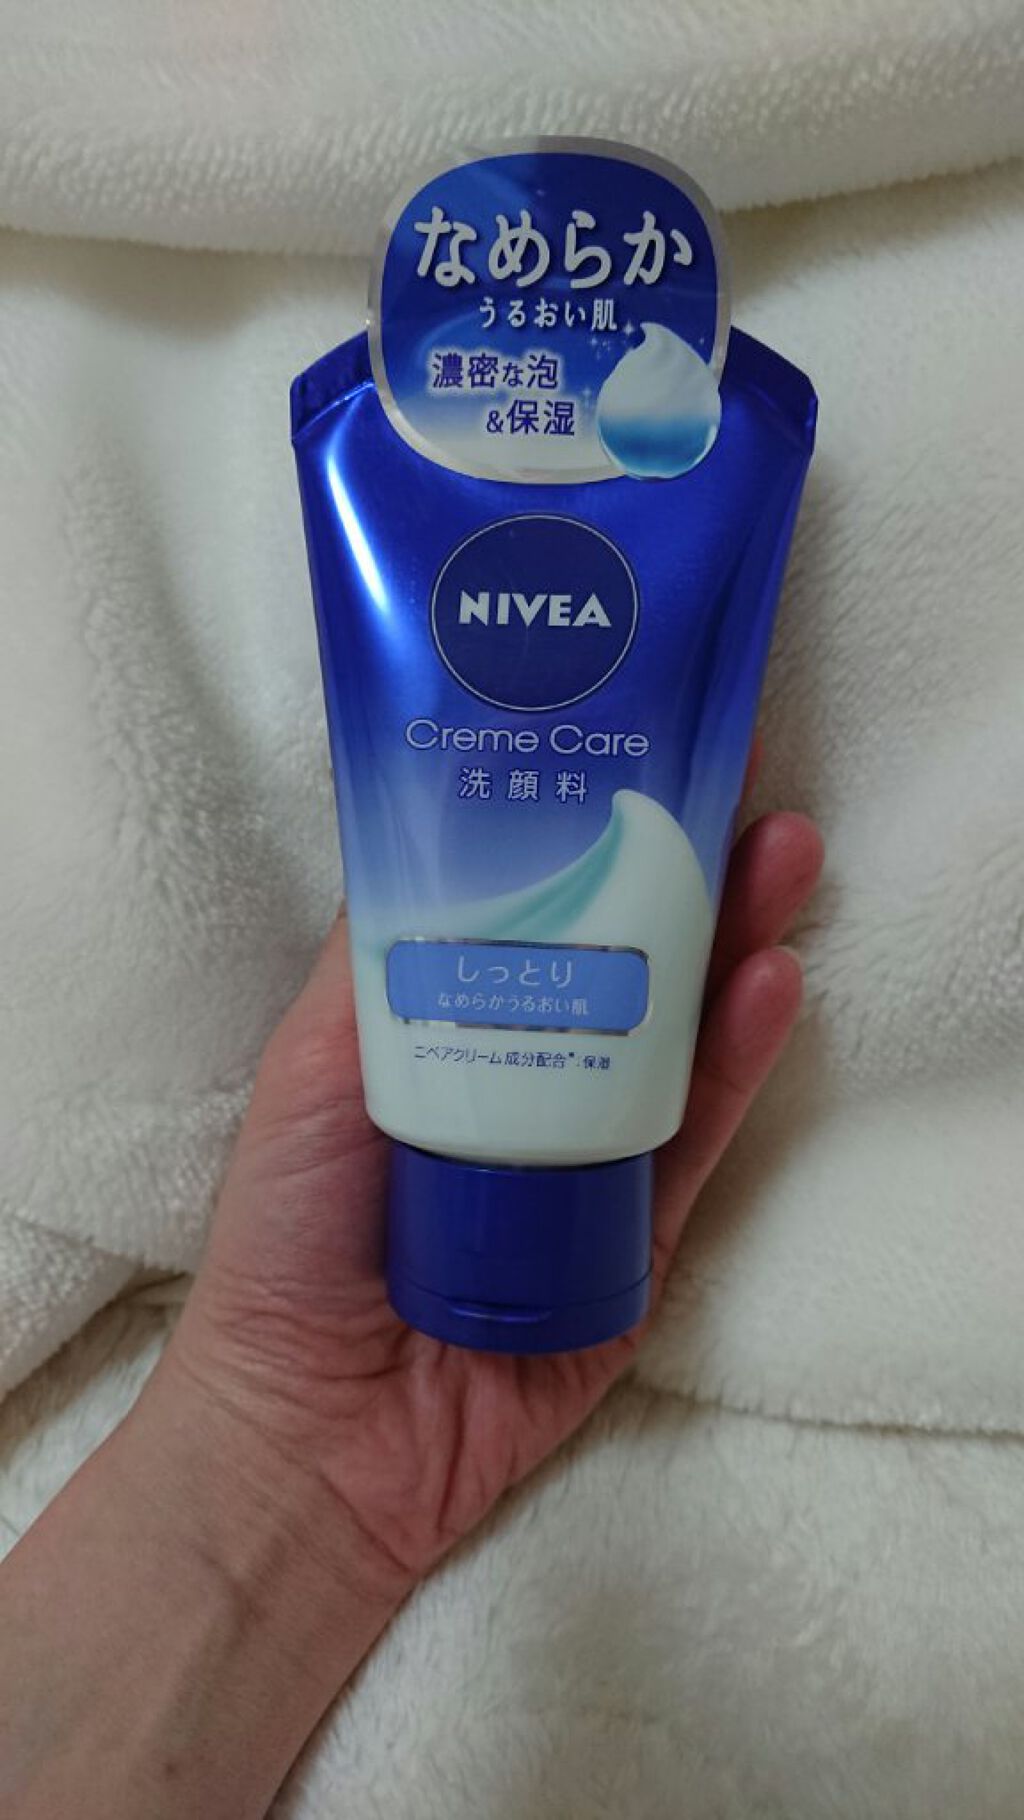 なめらか
うるおい肌
濃密な泡
&保湿
NIVEA
Creme Care
洗顔料
しっとり
なめらかうるおい肌
ニベアクリーム成分配合*:保湿